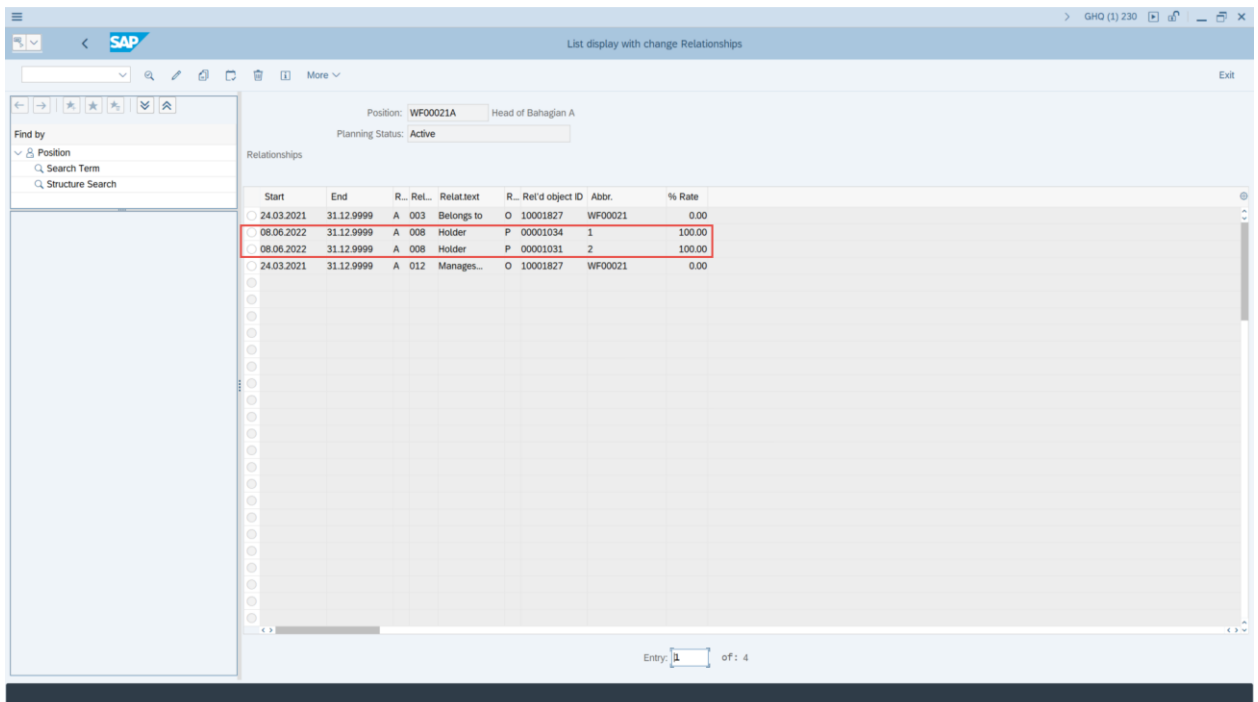 GHQ (1) 230
SAP
List display with change Relationships
More
Exit
Position: WF00021A Head of Bahagian A
Find by
Planning Status: Active
Position
Relationships
Search Term
Structure Search
Start End R... Rel... Relat.text R... Rel'd object ID Abbr. % Rate
24.03.2021 31.12.9999 A 003 Belongs to O 10001827 WF00021 0.00
08.06.2022 31.12.9999 A 008 Holder P 00001034 1 100.00
08.06.2022 31.12.9999 A 008 Holder P 00001031 2 100.00
24.03.2021 31.12.9999 A 012 Manages... O 10001827 WF00021 0.00
Entry: 1 of: 4